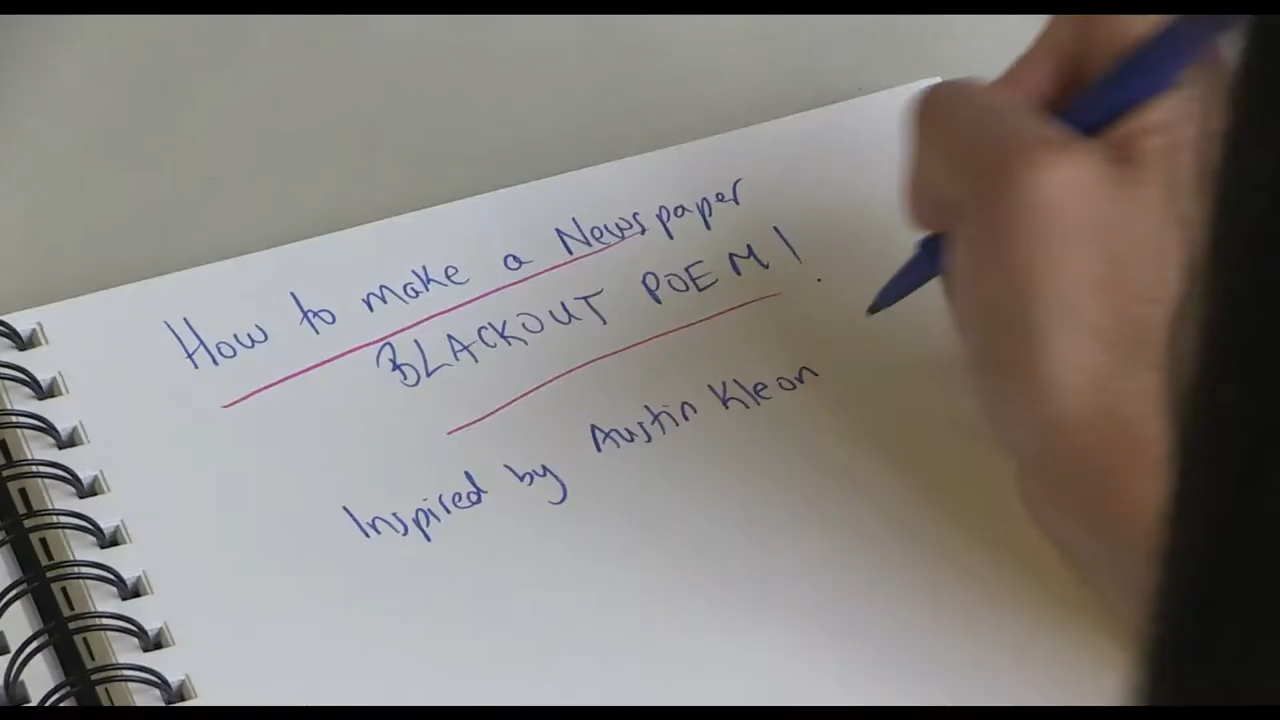 How to make a Newspaper
BLACKOUT POEM!
Inspired by Austin Kleon